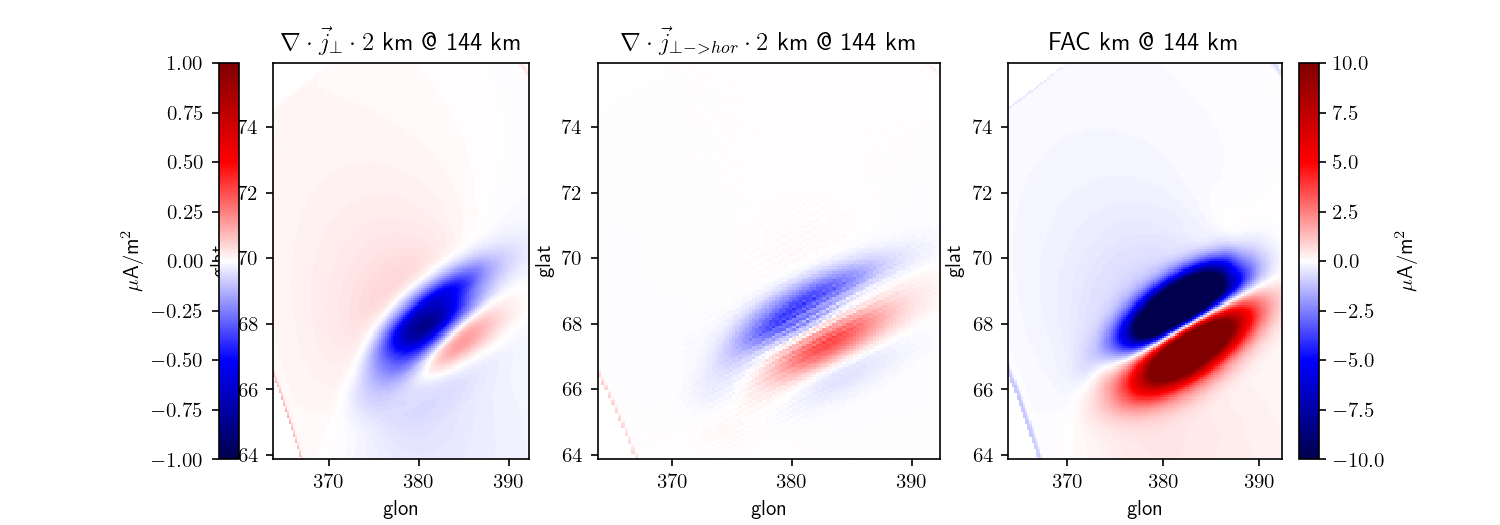 ∇ · j⃗⊥ · 2 km @ 144 km
∇ · j⃗⊥−>hor · 2 km @ 144 km
FAC km @ 144 km
μA/m²
1.00
0.75
0.50
0.25
0.00
−0.25
−0.50
−0.75
−1.00
glat
74
72
70
68
66
64
370 380 390
glon
glat
74
72
70
68
66
64
370 380 390
glon
glat
74
72
70
68
66
64
370 380 390
glon
10.0
7.5
5.0
2.5
0.0
−2.5
−5.0
−7.5
−10.0
μA/m²